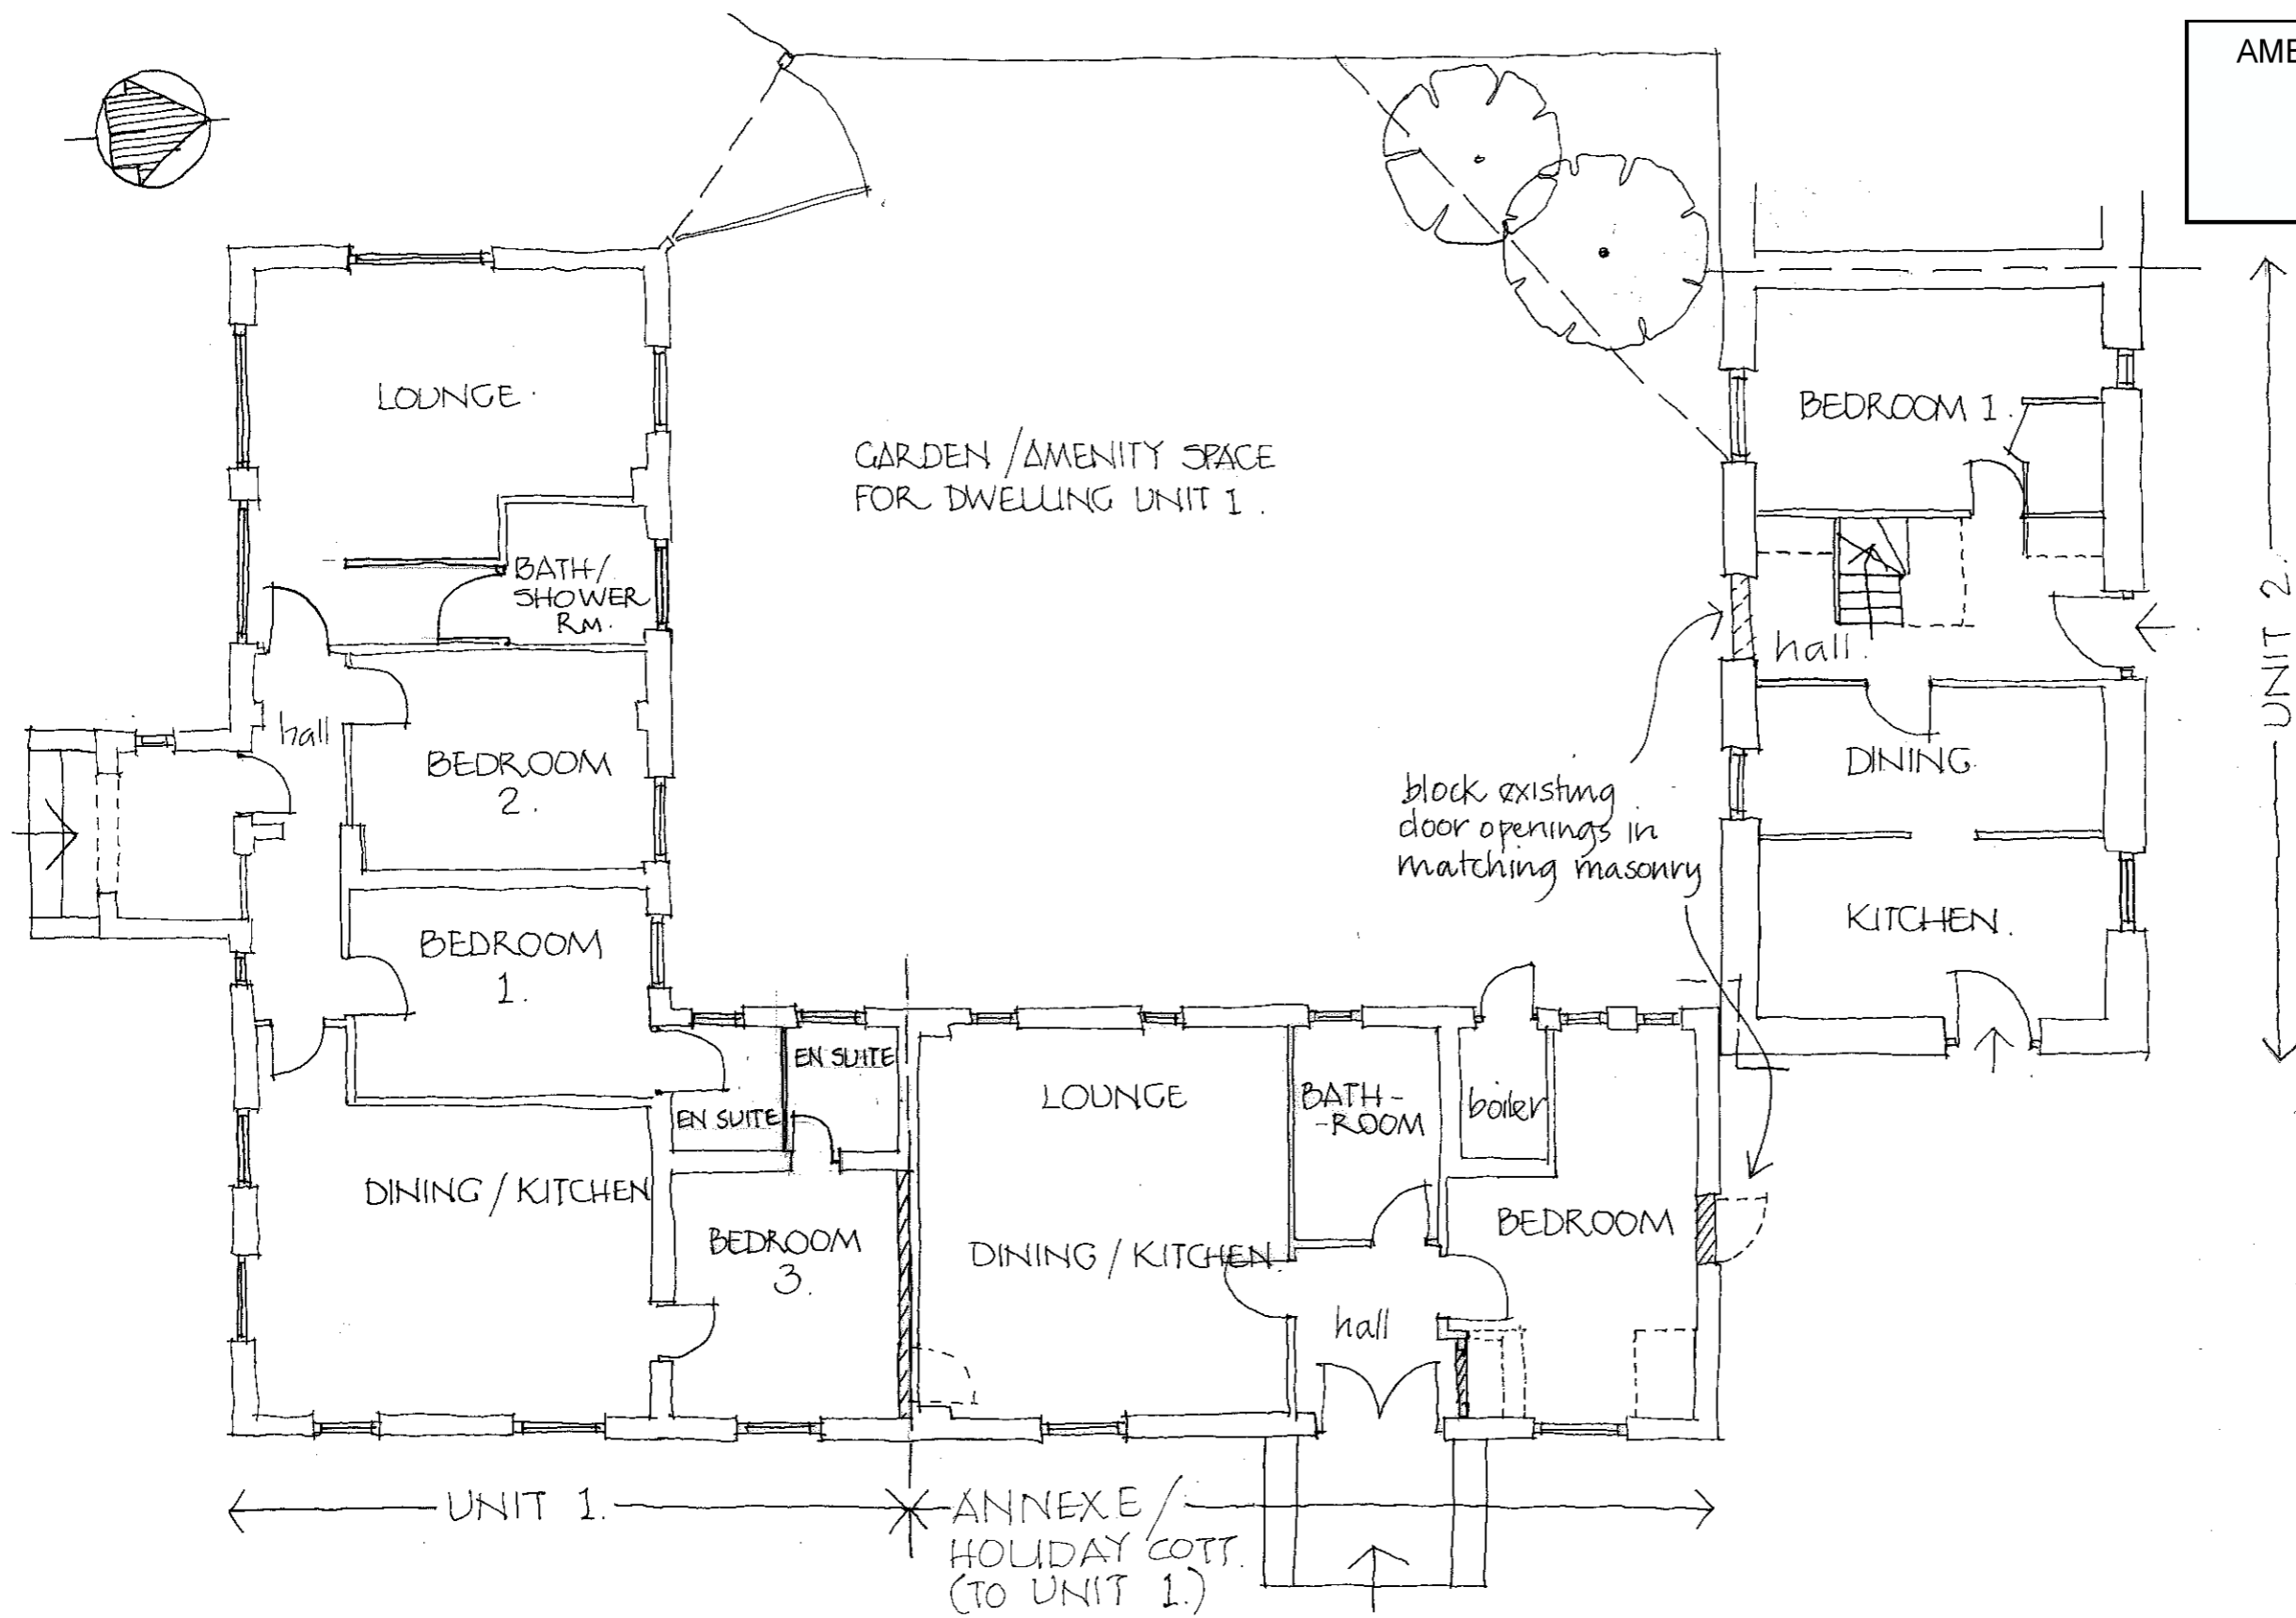 AME
LOUNGE.
BATH/
SHOWER
RM.
hall
BEDROOM
2.
BEDROOM
1.
EN SUITE
EN SUITE
DINING / KITCHEN
BEDROOM
3.
GARDEN / AMENITY SPACE
FOR DWELLING UNIT 1.
block existing
door openings in
matching masonry
LOUNGE
DINING / KITCHEN
BATH-
-ROOM
boiler
BEDROOM
hall
BEDROOM 1.
hall.
DINING
KITCHEN.
UNIT 2.
UNIT 1.
ANNEXE /
HOLIDAY COTT.
(TO UNIT 1.)